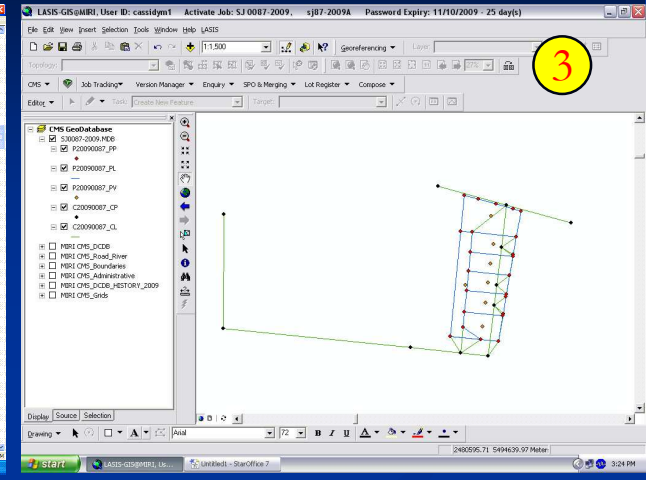 LASIS-GIS@MIRI, User ID: cassidym1 Activate Job: SJ 0087-2009, sj87-2009A Password Expiry: 11/10/2009 - 25 day(s)
File Edit View Insert Selection Tools Window Help LASIS
1:1,500 Georeferencing Layer:
Topology: 27%
3
CMS Job Tracking Version Manager Enquiry SPO & Merging Lot Register Compose
Editor Task: Create New Feature Target:
CMS GeoDatabase
SJ0087-2009.MDB
P20090087_PP
P20090087_PL
P20090087_PV
C20090087_CP
C20090087_CL
MIRI CMS_DCDB
MIRI CMS_Road_River
MIRI CMS_Boundaries
MIRI CMS_Administrative
MIRI CMS_DCDB_HISTORY_2009
MIRI CMS_Grids
Display Source Selection
Drawing A Arial 72 B I U A
2480595.71 5494639.97 Meter
start LASIS-GIS@MIRI, Us... Untitled1 - StarOffice 7 3:24 PM